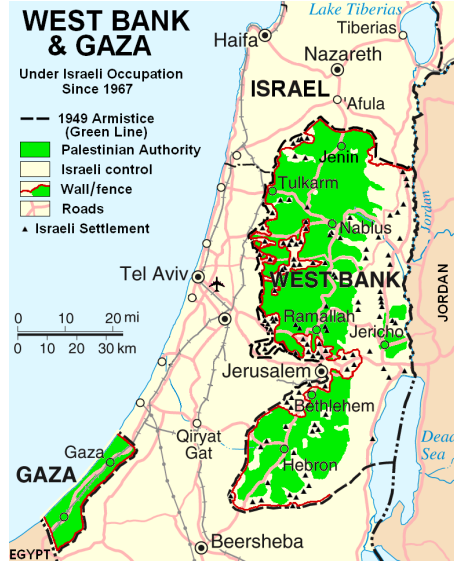 WEST BANK
& GAZA
Under Israeli Occupation
Since 1967
1949 Armistice
(Green Line)
Palestinian Authority
Israeli control
Wall/fence
Roads
Israeli Settlement
Lake Tiberias
Tiberias
Haifa
Nazareth
ISRAEL
'Afula
Jenin
Tulkarm
Nablus
Jordan
Tel Aviv
WEST BANK
JORDAN
0 10 20 mi
0 10 20 30 km
Ramallah
Jericho
Jerusalem
Bethlehem
Qiryat
Gat
Dead
Sea
Gaza
Hebron
GAZA
Beersheba
EGYPT